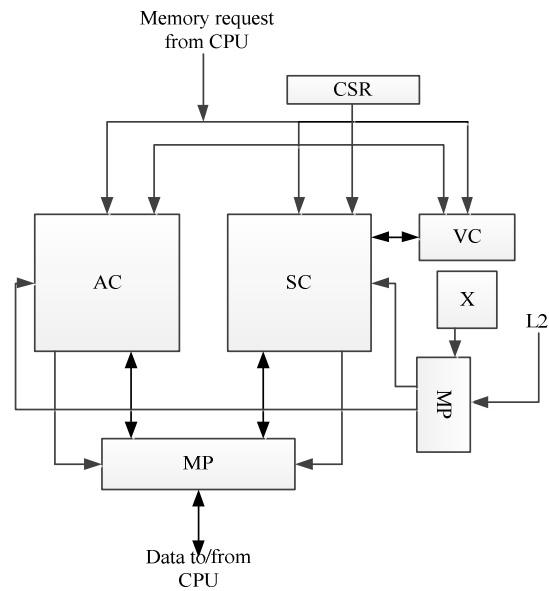 Memory request
from CPU
CSR
AC
SC
VC
X
L2
MP
MP
Data to/from
CPU